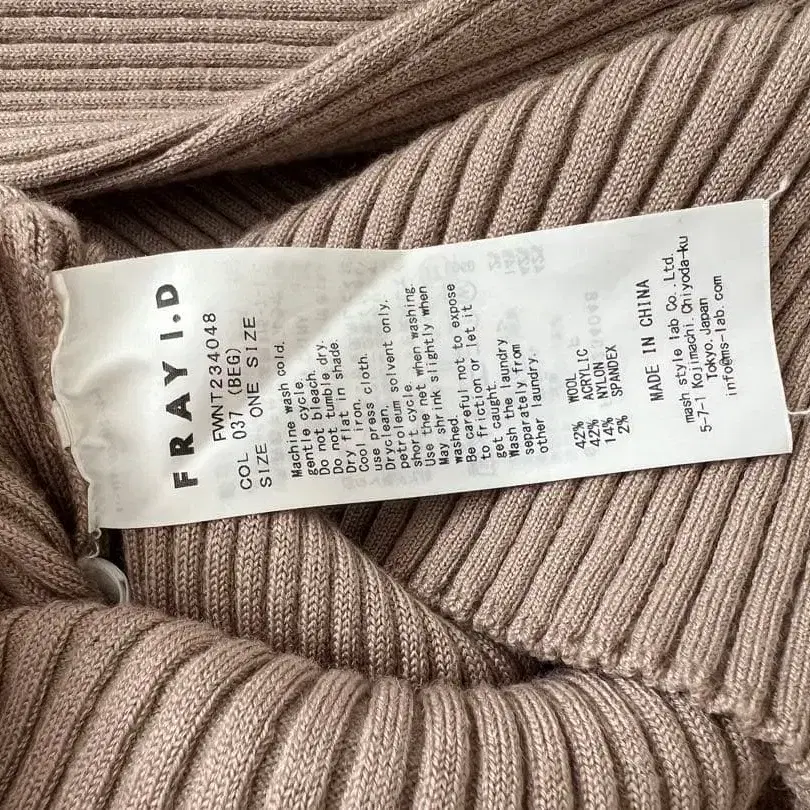 FRAY I.D
FWNT234048
COL 037 (BEG)
SIZE ONE SIZE
Machine wash cold.
gentle cycle.
Do not bleach.
Do not tumble dry.
Dry flat in shade.
Cool iron.
use press cloth.
Dryclean.
petroleum solvent only.
short cycle.
Use the net when washing.
May shrink slightly when
washed.
Be careful not to expose
to friction or let it
get caught.
Wash the laundry
separately from
other laundry.
42% WOOL
42% ACRYLIC
14% NYLON
2% SPANDEX
MADE IN CHINA
mash style lab Co.,Ltd.
5-7-1 Kojimachi,Chiyoda-ku
Tokyo.Japan
info@ms-lab.com